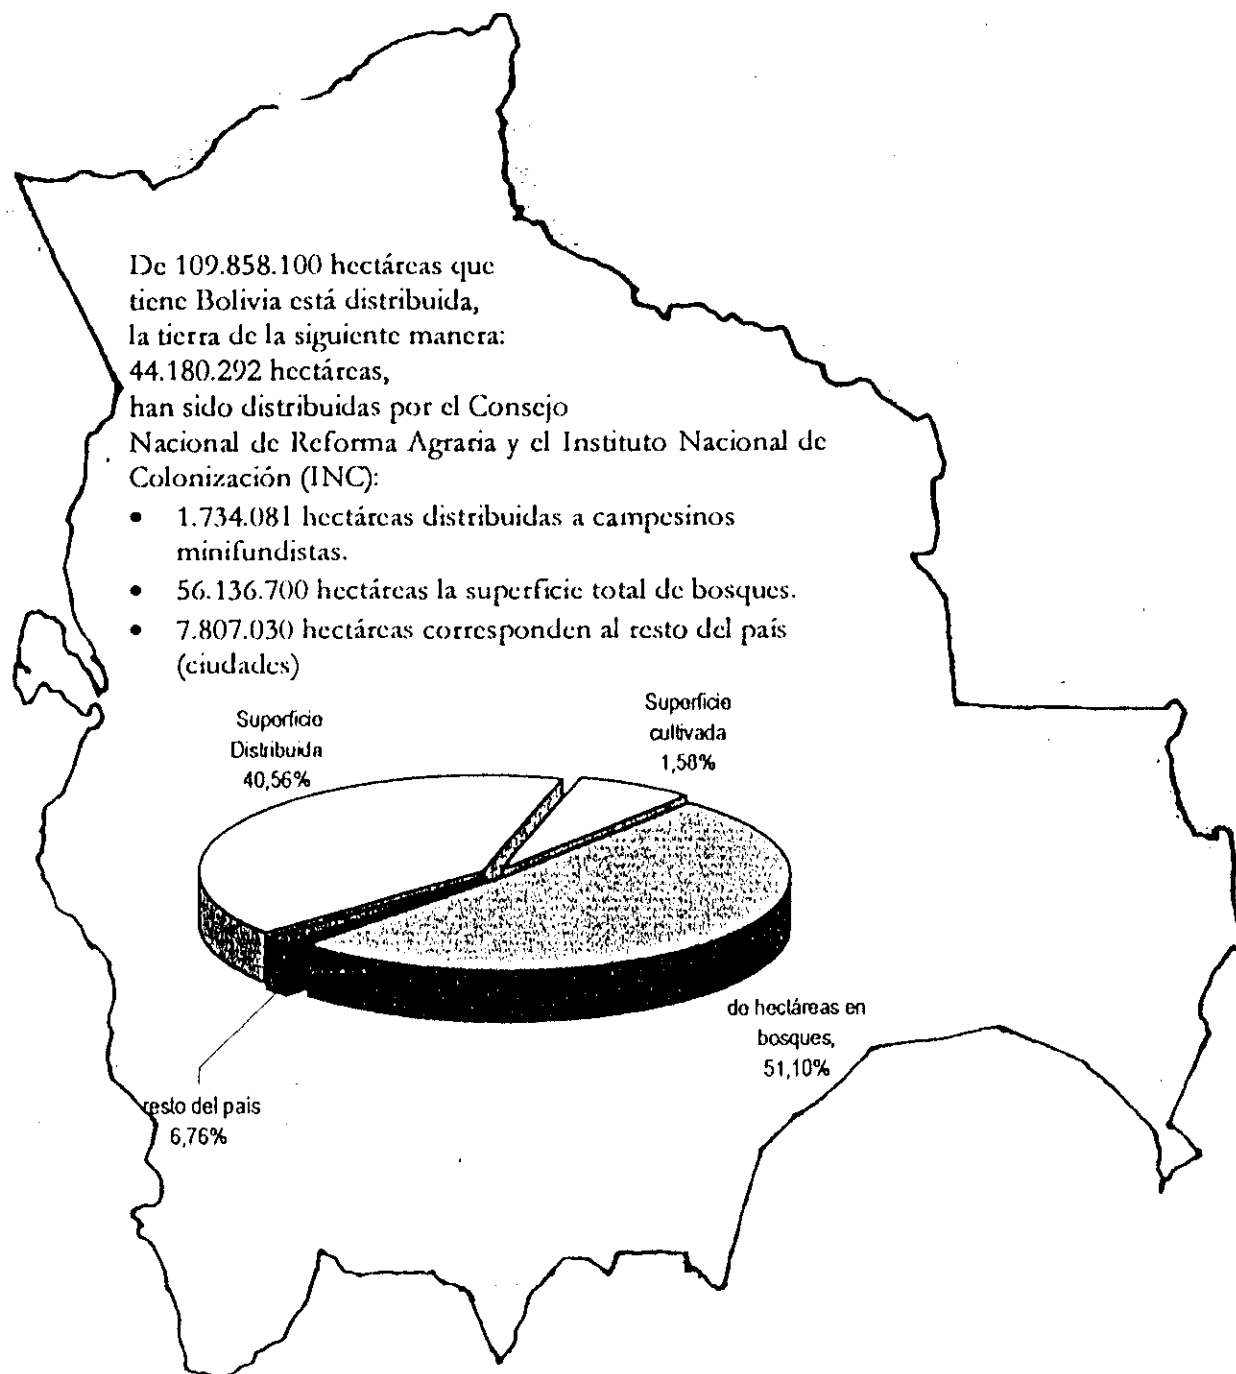 De 109.858.100 hectáreas que
tiene Bolivia está distribuida,
la tierra de la siguiente manera:
44.180.292 hectáreas,
han sido distribuidas por el Consejo
Nacional de Reforma Agraria y el Instituto Nacional de
Colonización (INC):
• 1.734.081 hectáreas distribuidas a campesinos
minifundistas.
• 56.136.700 hectáreas la superficie total de bosques.
• 7.807.030 hectáreas corresponden al resto del país
(ciudades)
Superficie
Distribuida
40,56%
Superficie
cultivada
1,58%
de hectáreas en
bosques,
51,10%
resto del pais
6,76%